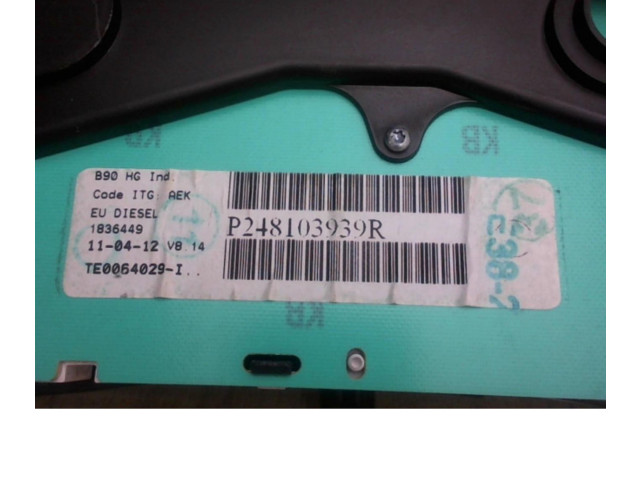 KB
KB
B90 HG Ind.
Code ITG: AEK
EU DIESEL
1836449
11-04-12 V8.14
TE0064029-I..
11
P248103939R
KB